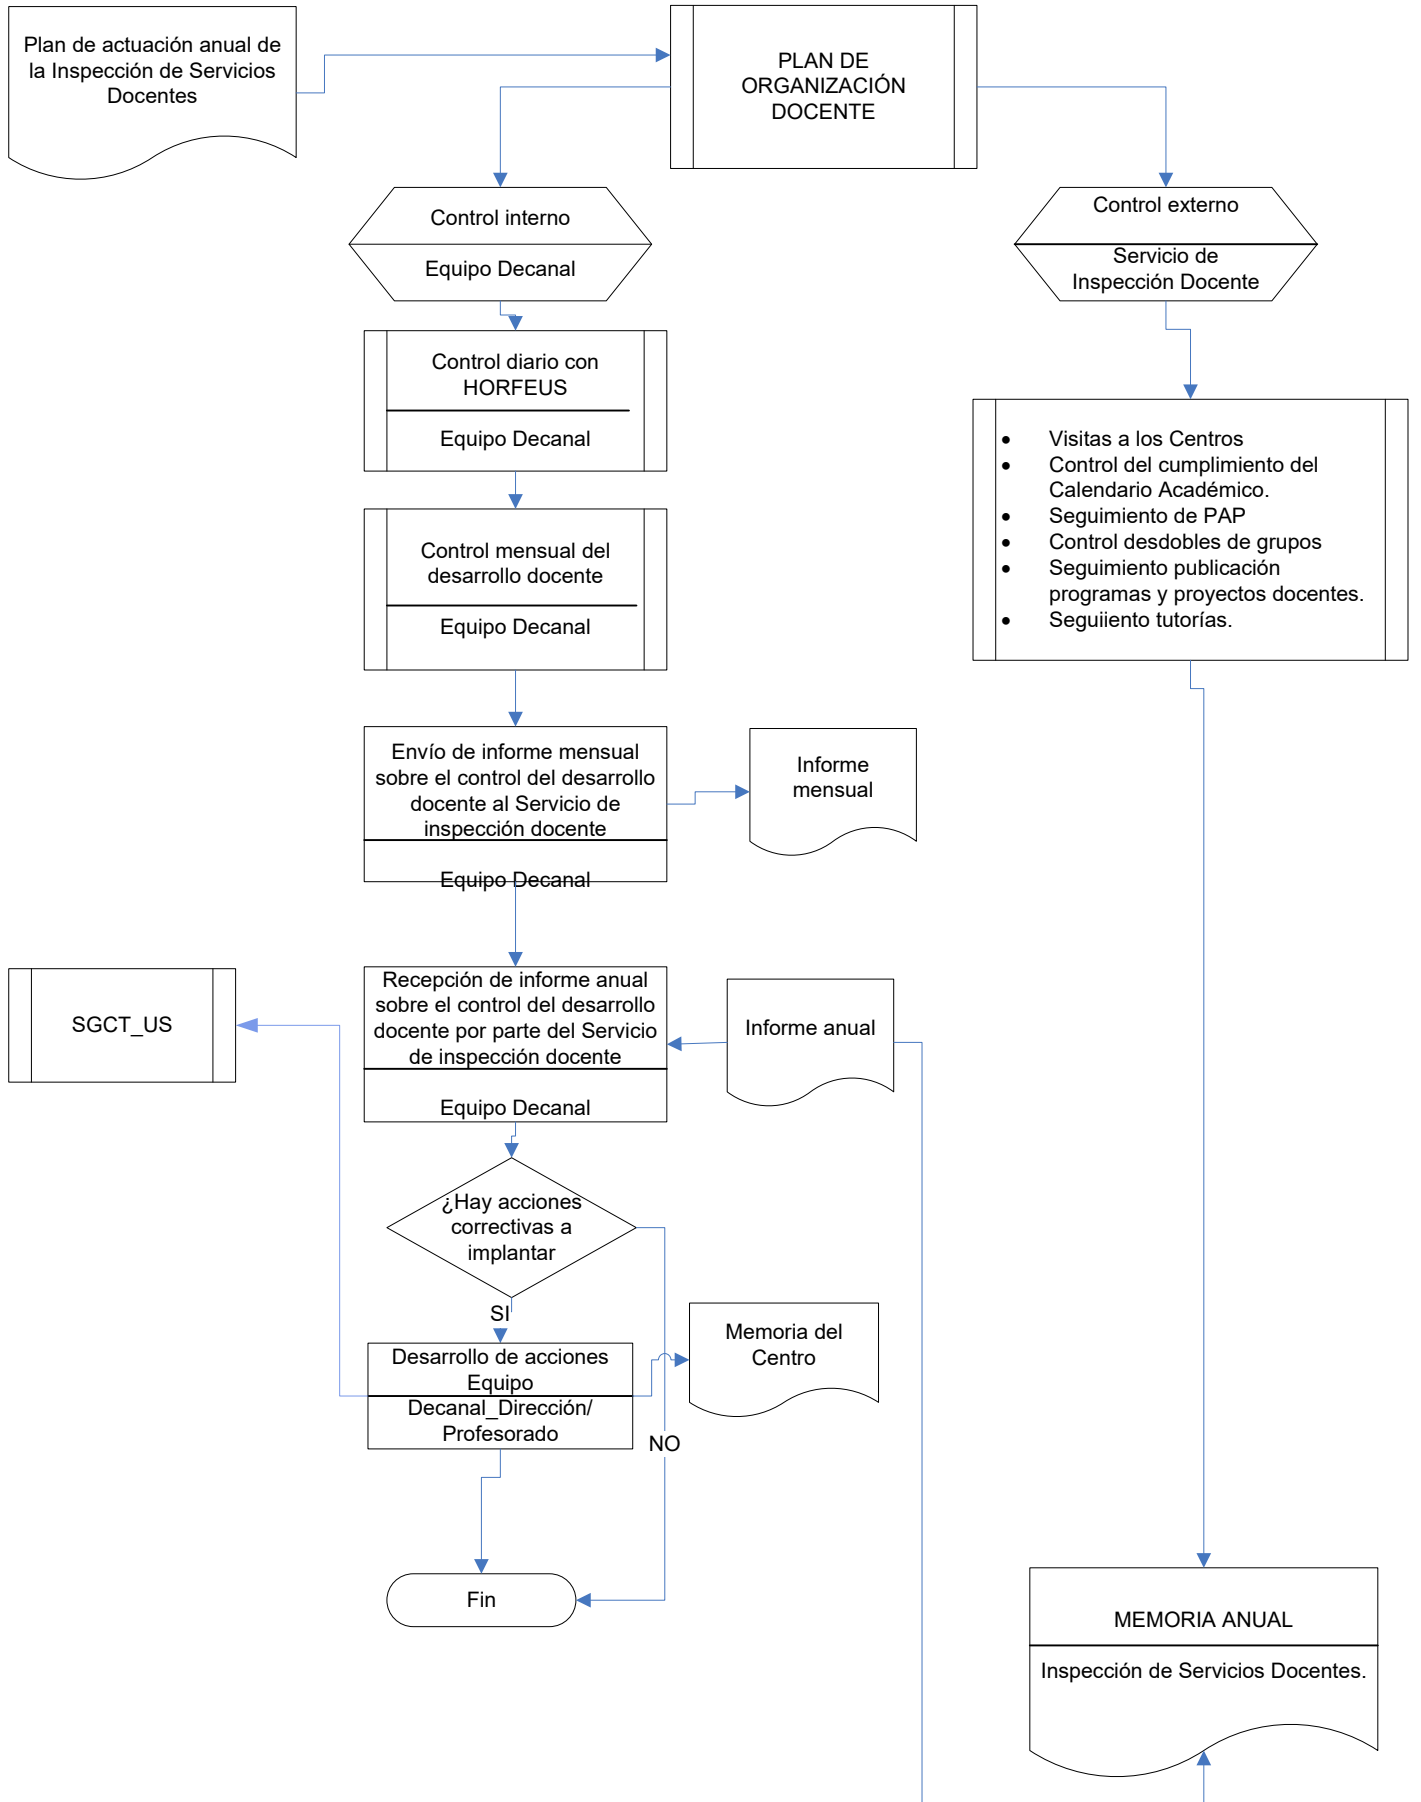 Plan de actuación anual de
la Inspección de Servicios
Docentes
PLAN DE
ORGANIZACIÓN
DOCENTE
Control interno
Equipo Decanal
Control externo
Servicio de
Inspección Docente
Control diario con
HORFEUS
Equipo Decanal
• Visitas a los Centros
• Control del cumplimiento del
Calendario Académico.
• Seguimiento de PAP
• Control desdobles de grupos
• Seguimiento publicación
programas y proyectos docentes.
• Seguiiento tutorías.
Control mensual del
desarrollo docente
Equipo Decanal
Envío de informe mensual
sobre el control del desarrollo
docente al Servicio de
inspección docente
Equipo Decanal
Informe
mensual
SGCT_US
Recepción de informe anual
sobre el control del desarrollo
docente por parte del Servicio
de inspección docente
Equipo Decanal
Informe anual
¿Hay acciones
correctivas a
implantar
SI
Desarrollo de acciones
Equipo
Decanal_Dirección/
Profesorado
Memoria del
Centro
NO
Fin
MEMORIA ANUAL
Inspección de Servicios Docentes.